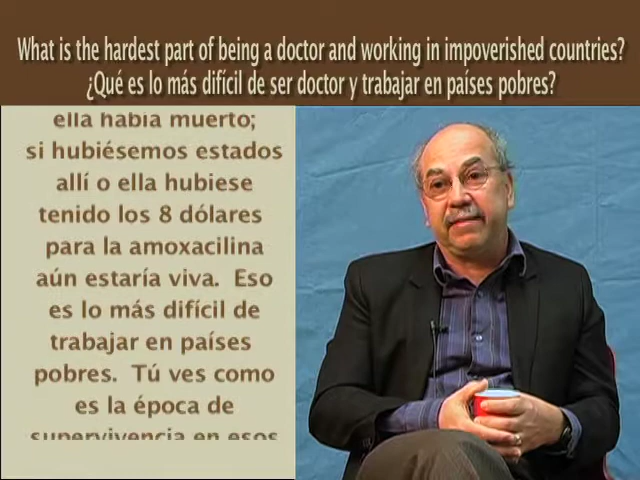 What is the hardest part of being a doctor and working in impoverished countries?
¿Qué es lo más difícil de ser doctor y trabajar en países pobres?
ella había muerto;
si hubiésemos estados
allí o ella hubiese
tenido los 8 dólares
para la amoxacilina
aún estaría viva. Eso
es lo más difícil de
trabajar en países
pobres. Tú ves como
es la época de
supervivencia en esos